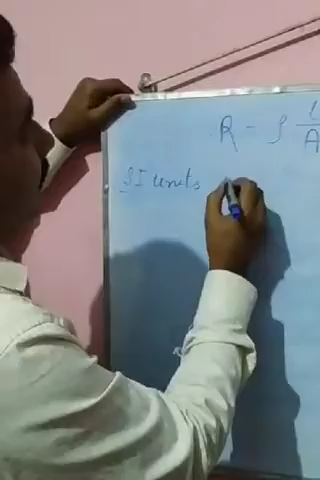 R = ρ l/A
SI units